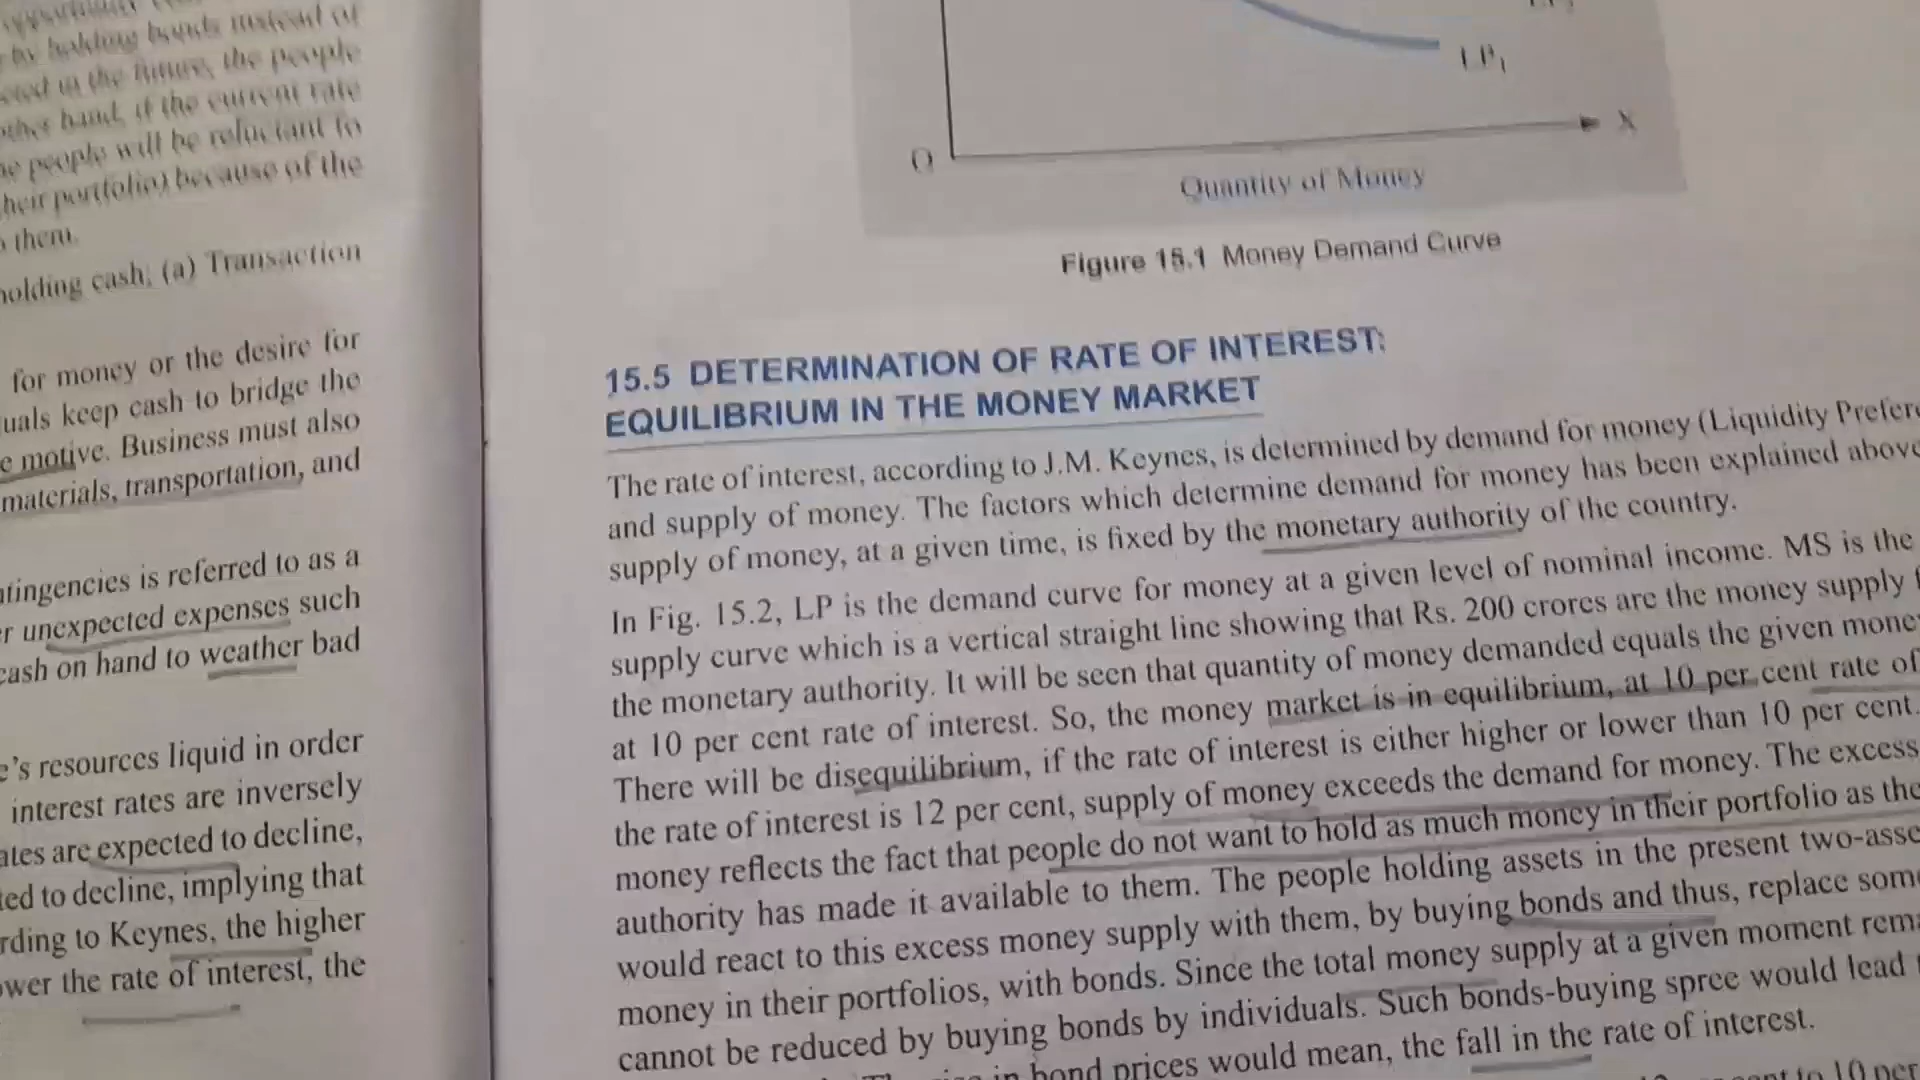 by holding bonds instead of
in the future, the people
hand, if the current rate
people will be reluctant to
their portfolio) because of the
them.
holding cash; (a) Transaction
for money or the desire for
keep cash to bridge the
motive. Business must also
materials, transportation, and
is referred to as a
unexpected expenses such
cash on hand to weather bad
resources liquid in order
interest rates are inversely
are expected to decline,
to decline, implying that
to Keynes, the higher
the rate of interest, the
LP₁
O
X
Quantity of Money
Figure 15.1 Money Demand Curve
15.5 DETERMINATION OF RATE OF INTEREST:
EQUILIBRIUM IN THE MONEY MARKET
The rate of interest, according to J.M. Keynes, is determined by demand for money (Liquidity
and supply of money. The factors which determine demand for money has been explained above
supply of money, at a given time, is fixed by the monetary authority of the country.
In Fig. 15.2, LP is the demand curve for money at a given level of nominal income. MS is the
supply curve which is a vertical straight line showing that Rs. 200 crores are the money supply
the monetary authority. It will be seen that quantity of money demanded equals the given
at 10 per cent rate of interest. So, the money market is in equilibrium, at 10 per cent rate of
There will be disequilibrium, if the rate of interest is either higher or lower than 10 per cent.
the rate of interest is 12 per cent, supply of money exceeds the demand for money. The excess
money reflects the fact that people do not want to hold as much money in their portfolio as the
authority has made it available to them. The people holding assets in the present
would react to this excess money supply with them, by buying bonds and thus, replace
money in their portfolios, with bonds. Since the total money supply at a given moment
cannot be reduced by buying bonds by individuals. Such bonds-buying spree would lead
in bond prices would mean, the fall in the rate of interest.